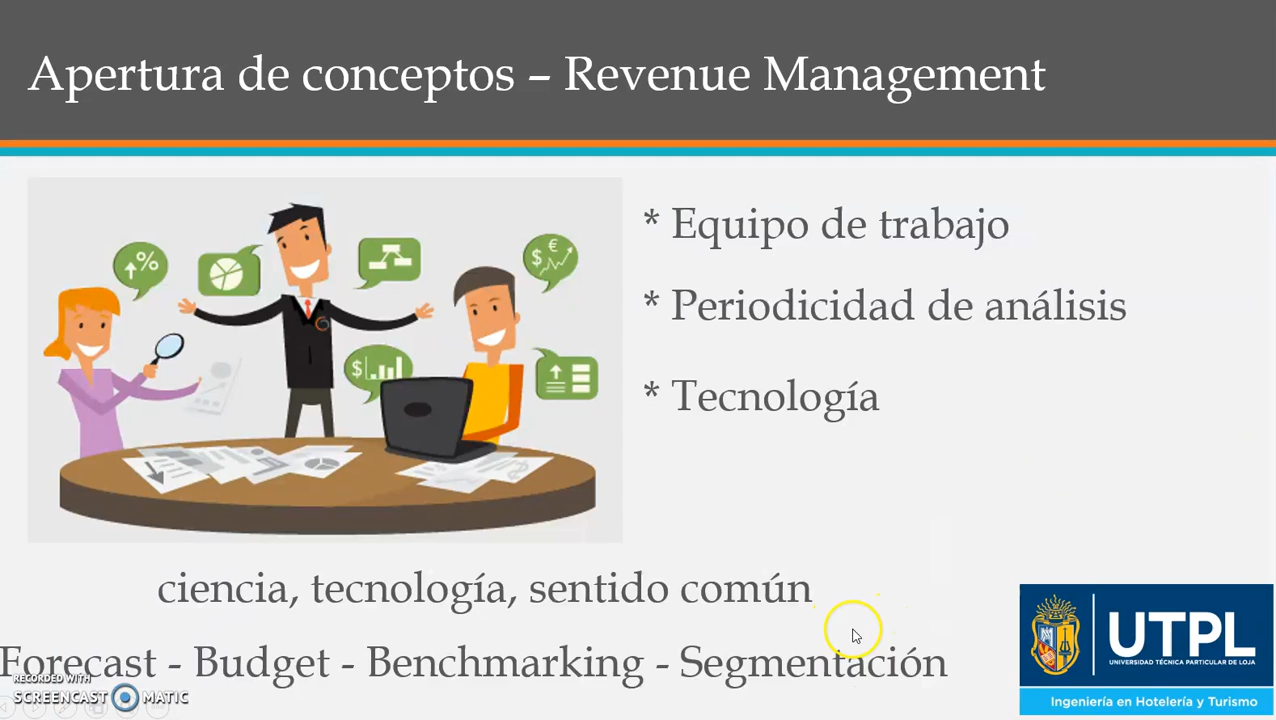 Apertura de conceptos – Revenue Management
* Equipo de trabajo
* Periodicidad de análisis
* Tecnología
%
$ €
$
ciencia, tecnología, sentido común
Forecast - Budget - Benchmarking - Segmentación
RECORDED WITH
SCREENCAST MATIC
UTPL
UNIVERSIDAD TÉCNICA PARTICULAR DE LOJA
Ingeniería en Hotelería y Turismo